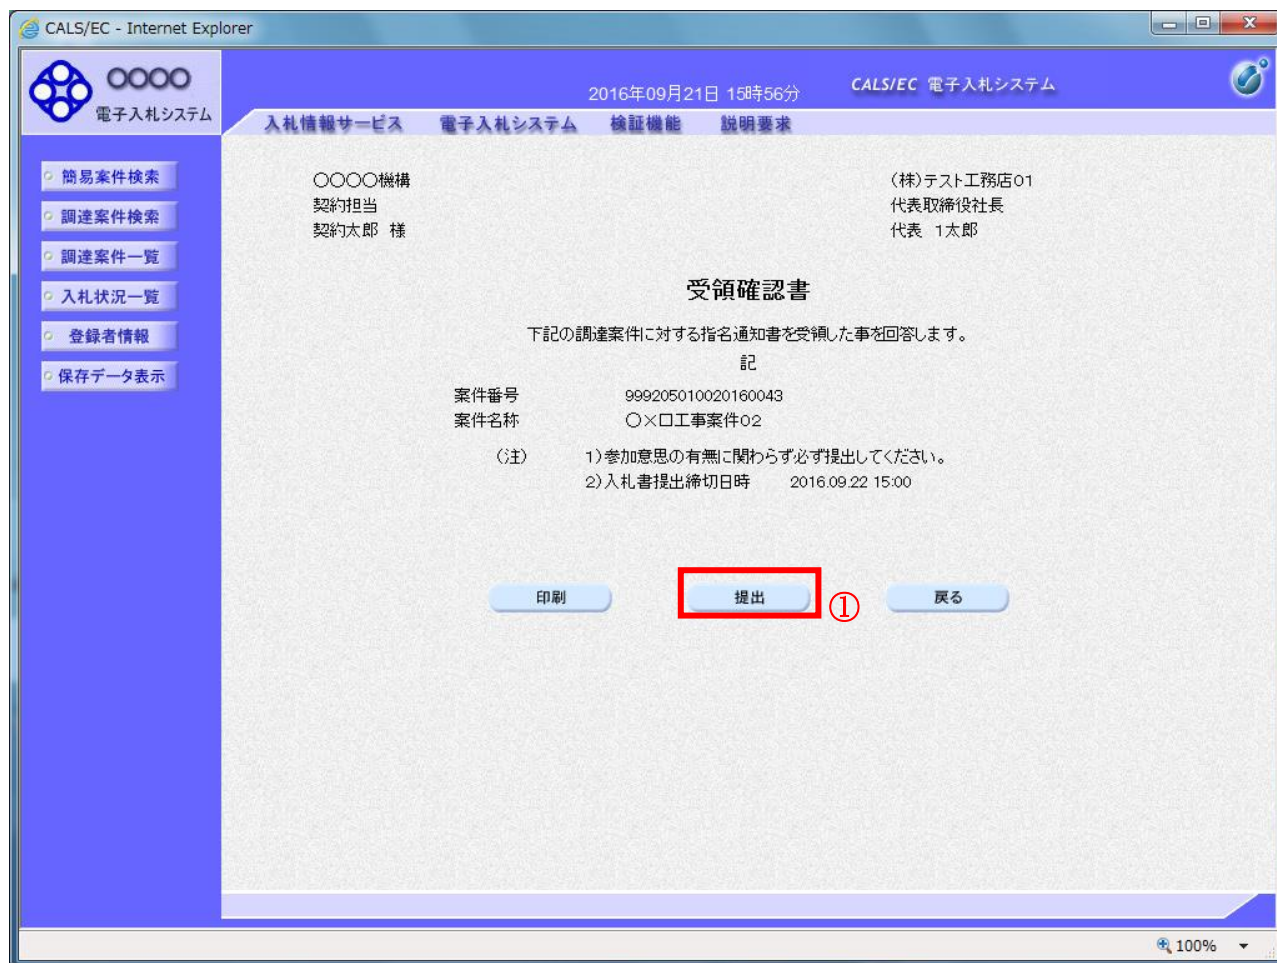 CALS/EC - Internet Explorer
〇〇〇〇
電子入札システム
2016年09月21日 15時56分
CALS/EC 電子入札システム
入札情報サービス 電子入札システム 検証機能 説明要求
簡易案件検索
調達案件検索
調達案件一覧
入札状況一覧
登録者情報
保存データ表示
〇〇〇〇機構
契約担当
契約太郎 様
(株)テスト工務店01
代表取締役社長
代表 1太郎
受領確認書
下記の調達案件に対する指名通知書を受領した事を回答します。
記
案件番号 999205010020160043
案件名称 〇×口工事案件02
(注) 1)参加意思の有無に関わらず必ず提出してください。
2)入札書提出締切日時 2016.09.22 15:00
印刷 提出 ① 戻る
100%